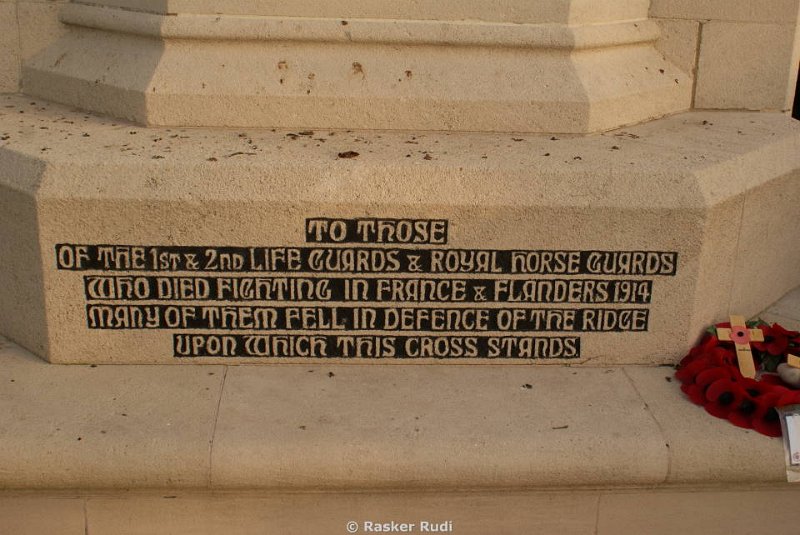 TO THOSE
OF THE 1ST & 2ND LIFE GUARDS & ROYAL HORSE GUARDS
WHO DIED FIGHTING IN FRANCE & FLANDERS 1914
MANY OF THEM FELL IN DEFENCE OF THE RIDGE
UPON WHICH THIS CROSS STANDS.
© Rasker Rudi